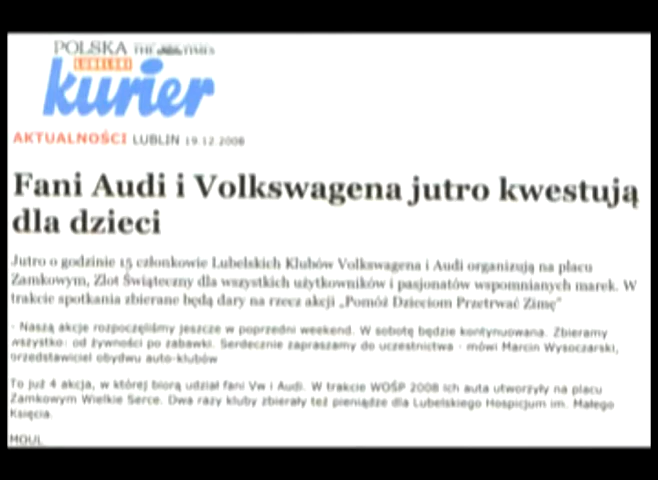 POLSKA THE TIMES
LUBELSKI
kurier
AKTUALNOŚCI LUBLIN 19.12.2008
Fani Audi i Volkswagena jutro kwestują
dla dzieci
Jutro o godzinie 15 członkowie Lubelskich Klubów Volkswagena i Audi organizują na placu
Zamkowym, Zlot Świąteczny dla wszystkich użytkowników i pasjonatów wspomnianych marek. W
trakcie spotkania zbierane będą dary na rzecz akcji „Pomóż Dzieciom Przetrwać Zimę"
- Naszą akcje rozpoczęliśmy jeszcze w poprzedni weekend. W sobotę będzie kontynuowana. Zbieramy
wszystko: od żywności po zabawki. Serdecznie zapraszamy do uczestnictwa - mówi Marcin Wysoczarski,
przedstawiciel obydwu auto-klubów
To już 4 akcja, w której biorą udział fani Vw i Audi. W trakcie WOŚP 2008 ich auta utworzyły na placu
Zamkowym Wielkie Serce. Dwa razy kluby zbierały też pieniądze dla Lubelskiego Hospicjum im. Małego
Księcia.
MOUL